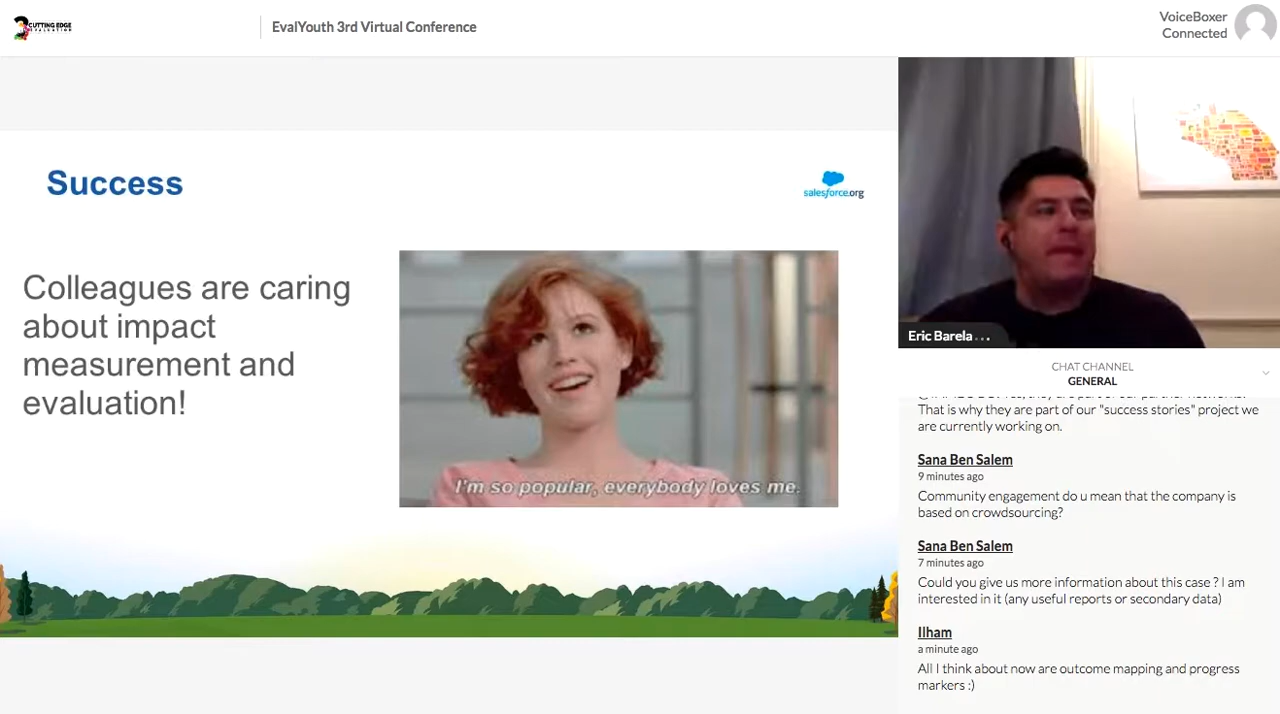 CUTTING EDGE
EvalYouth 3rd Virtual Conference
VoiceBoxer
Connected
Success
salesforce.org
Colleagues are caring
about impact
measurement and
evaluation!
I'm so popular, everybody loves me.
Eric Barela ...
CHAT CHANNEL
GENERAL
That is why they are part of our "success stories" project we
are currently working on.
Sana Ben Salem
9 minutes ago
Community engagement do u mean that the company is
based on crowdsourcing?
Sana Ben Salem
7 minutes ago
Could you give us more information about this case ? I am
interested in it (any useful reports or secondary data)
Ilham
a minute ago
All I think about now are outcome mapping and progress
markers :)